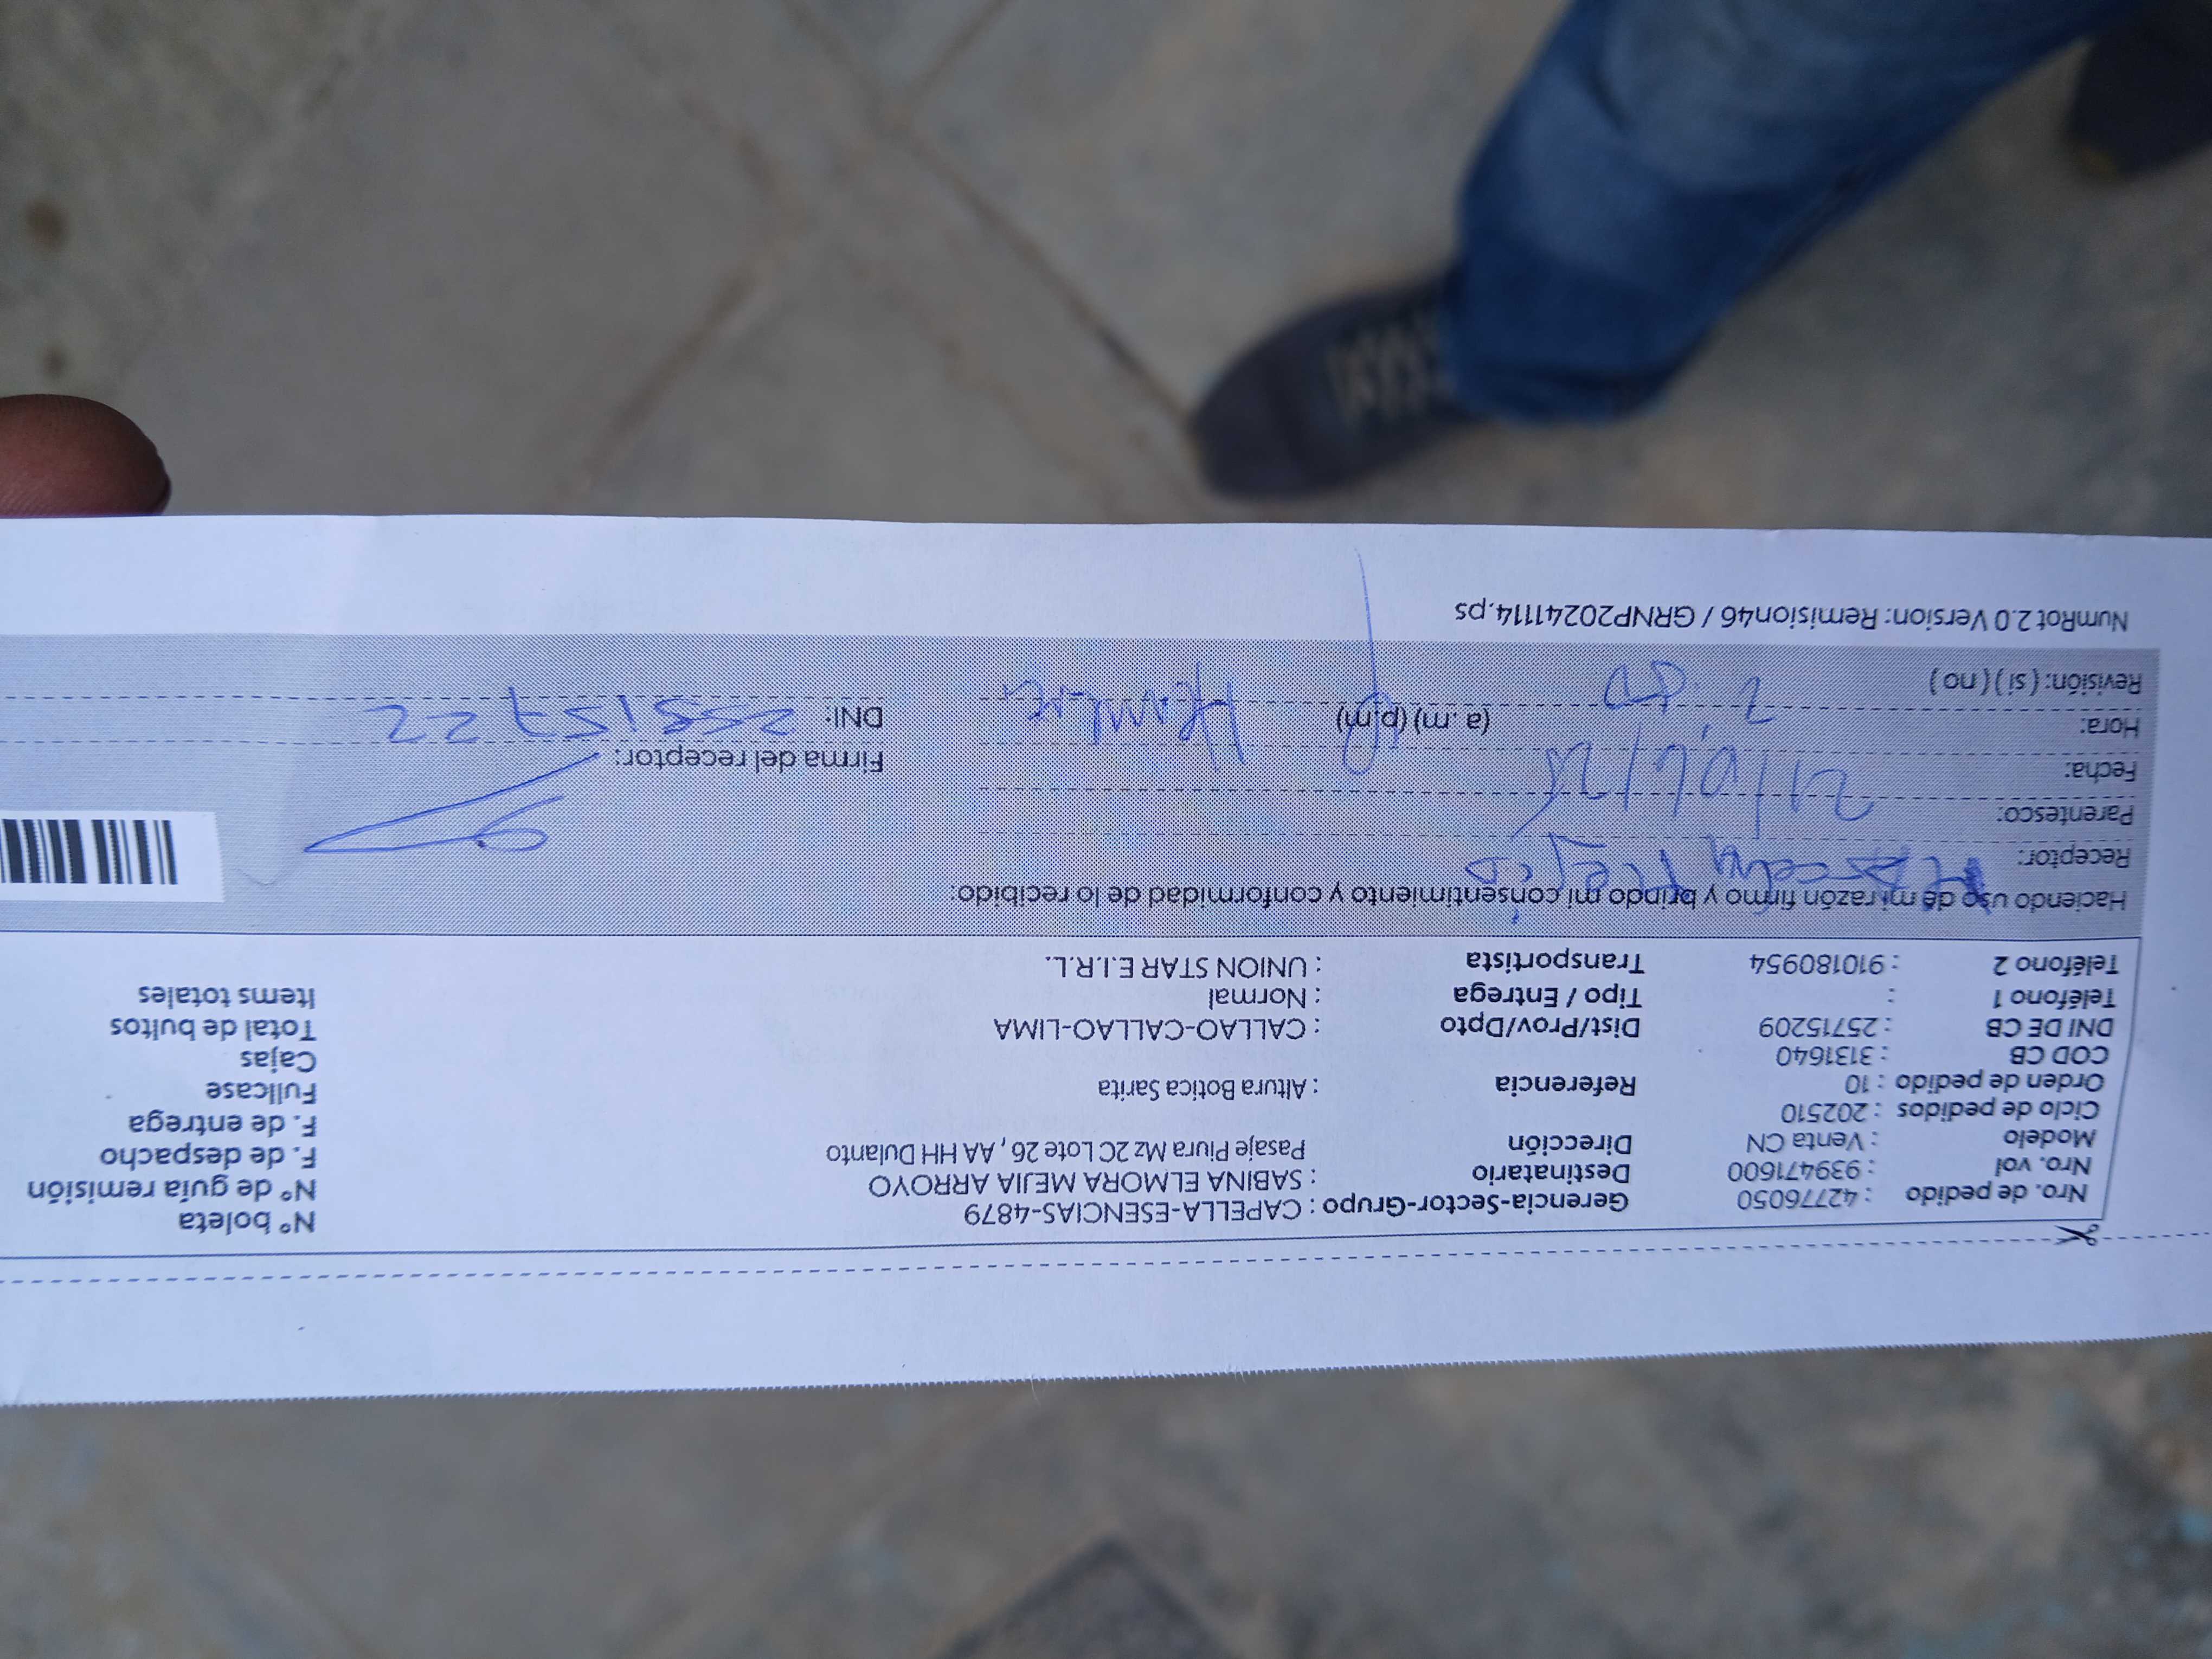 Nro. de pedido : 42776050 Gerencia-Sector-Grupo : CAPELLA-ESENCIAS-4879 N° boleta
Nro. vol : 939471600 Destinatario : SABINA ELMORA MEJIA ARROYO N° de guía remisión
Modelo : Venta CN Dirección Pasaje Piura Mz 2C Lote 26 , AA HH Dulanto F. de despacho
Ciclo de pedidos : 202510 F. de entrega
Orden de pedido : 10 Referencia : Altura Botica Sarita Fullcase
COD CB : 3131640 Cajas
DNI DE CB : 25715209 Dist/Prov/Dpto : CALLAO-CALLAO-LIMA Total de bultos
Teléfono 1 : Tipo / Entrega : Normal Items totales
Teléfono 2 : 910180954 Transportista : UNION STAR E.I.R.L.
Haciendo uso de mi razón firmo y brindo mi consentimiento y conformidad de lo recibido:
Receptor:
Parentesco:
Fecha: Firma del receptor:
Hora: (a. m) (p.m) DNI:
Revisión: ( si ) ( no )
NumRot 2.0 Version: Remision46 / GRNP20241114.ps